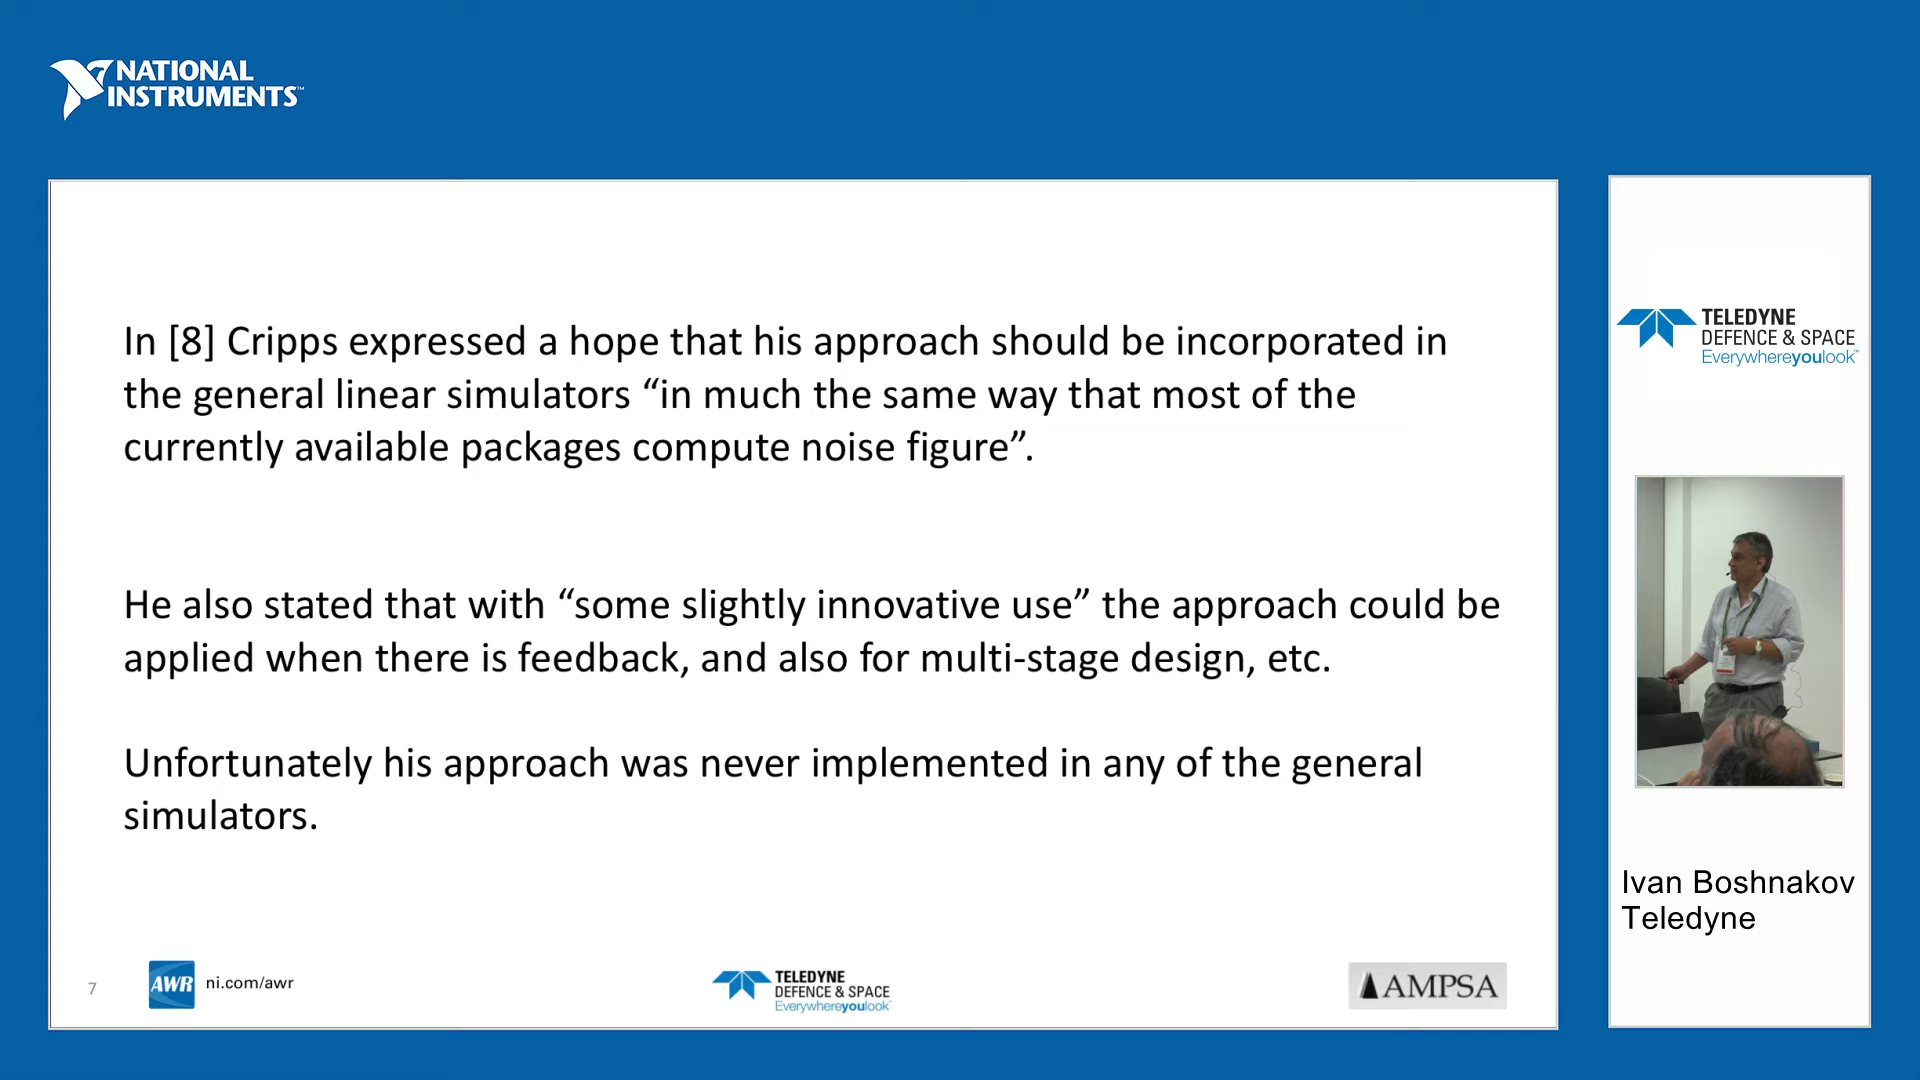 NATIONAL
INSTRUMENTS™
In [8] Cripps expressed a hope that his approach should be incorporated in
the general linear simulators “in much the same way that most of the
currently available packages compute noise figure”.
He also stated that with “some slightly innovative use” the approach could be
applied when there is feedback, and also for multi-stage design, etc.
Unfortunately his approach was never implemented in any of the general
simulators.
7
AWR
ni.com/awr
TELEDYNE
DEFENCE & SPACE
Everywhereyoulook™
AMPSA
TELEDYNE
DEFENCE & SPACE
Everywhereyoulook™
Ivan Boshnakov
Teledyne